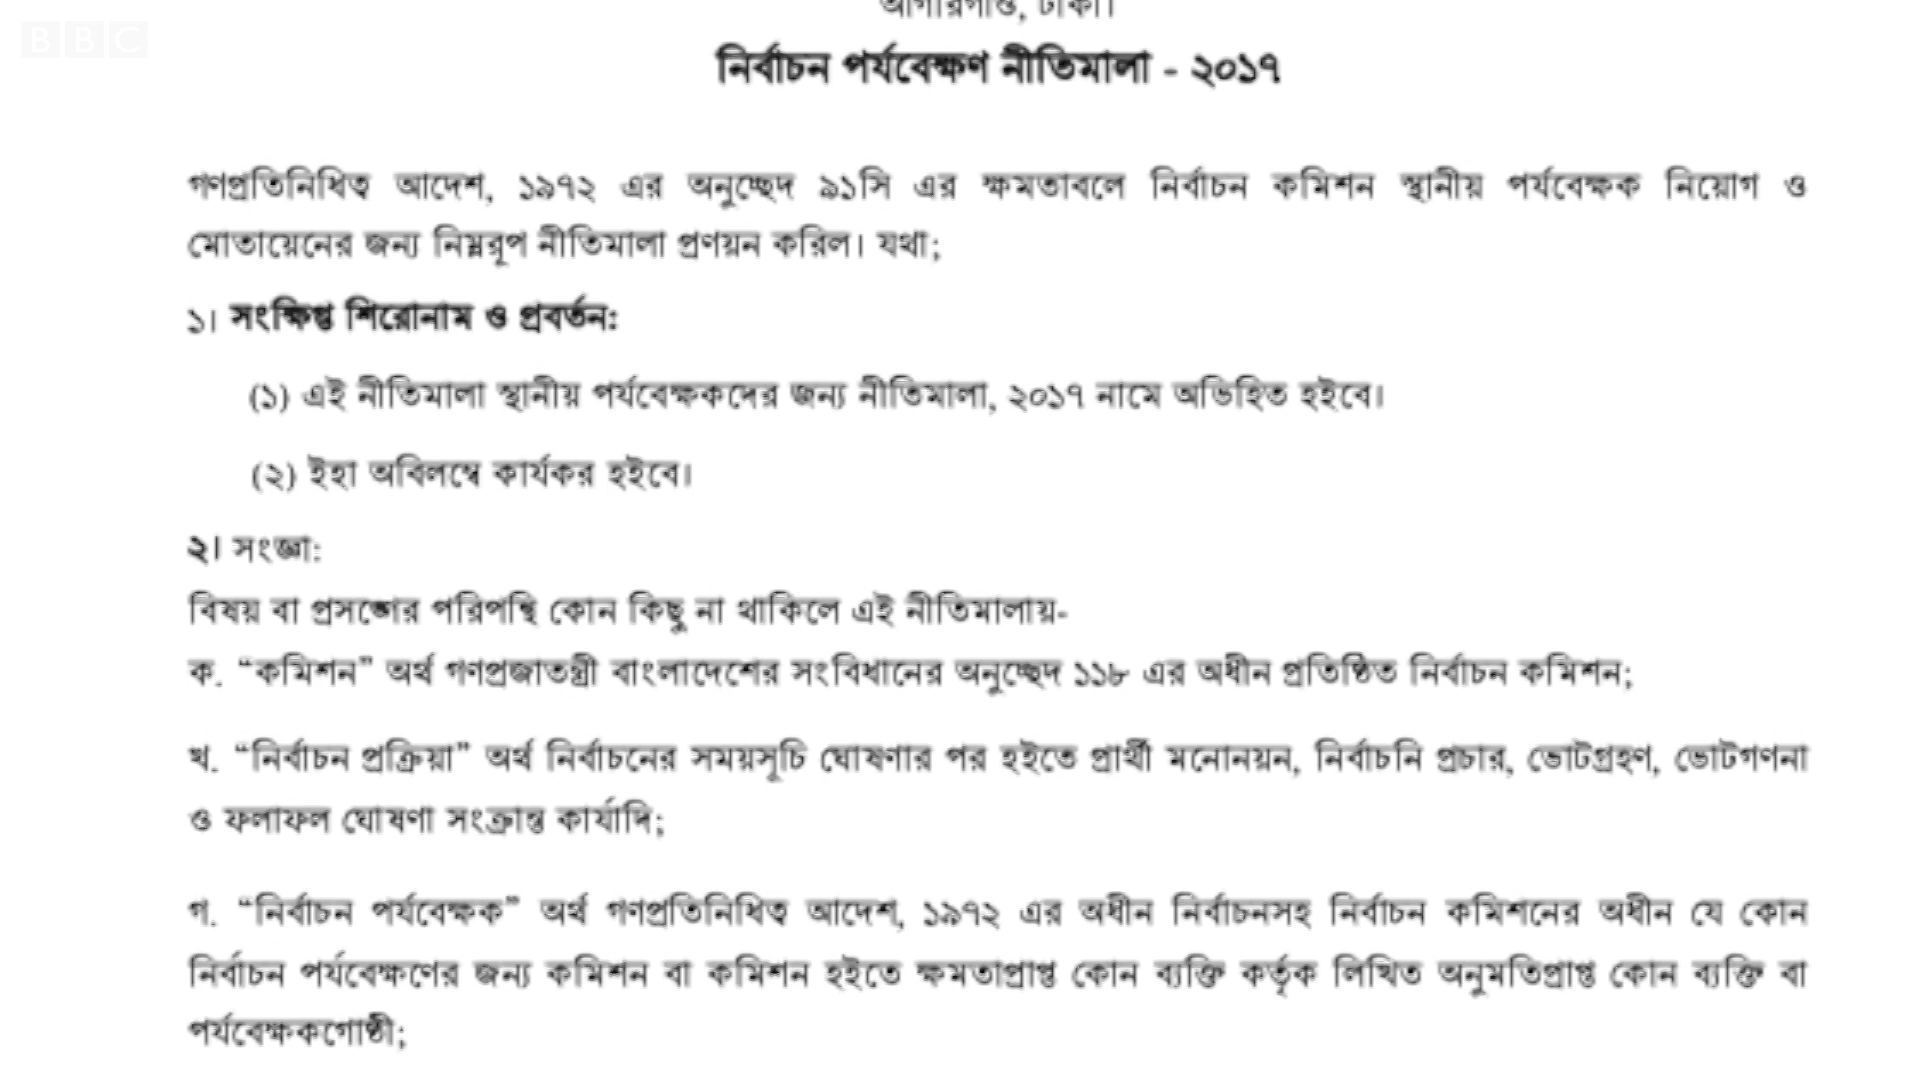 BBC
আগারগাঁও, ঢাকা।
নির্বাচন পর্যবেক্ষণ নীতিমালা - ২০১৭
গণপ্রতিনিধিত্ব আদেশ, ১৯৭২ এর অনুচ্ছেদ ৯১সি এর ক্ষমতাবলে নির্বাচন কমিশন স্থানীয় পর্যবেক্ষক নিয়োগ ও
মোতায়েনের জন্য নিম্নরূপ নীতিমালা প্রণয়ন করিল। যথা;
১। সংক্ষিপ্ত শিরোনাম ও প্রবর্তন:
(১) এই নীতিমালা স্থানীয় পর্যবেক্ষকদের জন্য নীতিমালা, ২০১৭ নামে অভিহিত হইবে।
(২) ইহা অবিলম্বে কার্যকর হইবে।
২। সংজ্ঞা:
বিষয় বা প্রসঙ্গের পরিপন্থি কোন কিছু না থাকিলে এই নীতিমালায়-
ক. “কমিশন” অর্থ গণপ্রজাতন্ত্রী বাংলাদেশের সংবিধানের অনুচ্ছেদ ১১৮ এর অধীন প্রতিষ্ঠিত নির্বাচন কমিশন;
খ. “নির্বাচন প্রক্রিয়া” অর্থ নির্বাচনের সময়সূচি ঘোষণার পর হইতে প্রার্থী মনোনয়ন, নির্বাচনি প্রচার, ভোটগ্রহণ, ভোটগণনা
ও ফলাফল ঘোষণা সংক্রান্ত কার্যাদি;
গ. “নির্বাচন পর্যবেক্ষক” অর্থ গণপ্রতিনিধিত্ব আদেশ, ১৯৭২ এর অধীন নির্বাচনসহ নির্বাচন কমিশনের অধীন যে কোন
নির্বাচন পর্যবেক্ষণের জন্য কমিশন বা কমিশন হইতে ক্ষমতাপ্রাপ্ত কোন ব্যক্তি কর্তৃক লিখিত অনুমতিপ্রাপ্ত কোন ব্যক্তি বা
পর্যবেক্ষকগোষ্ঠী;